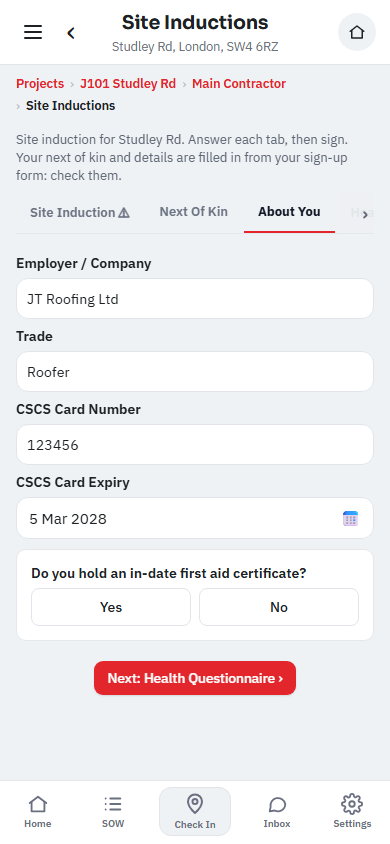 Site Inductions
Studley Rd, London, SW4 6RZ
Projects › J101 Studley Rd › Main Contractor
› Site Inductions
Site induction for Studley Rd. Answer each tab, then sign.
Your next of kin and details are filled in from your sign-up
form: check them.
Site Induction ⚠ Next Of Kin About You
Employer / Company
JT Roofing Ltd
Trade
Roofer
CSCS Card Number
123456
CSCS Card Expiry
5 Mar 2028
Do you hold an in-date first aid certificate?
Yes No
Next: Health Questionnaire ›
Home SOW Check In Inbox Settings